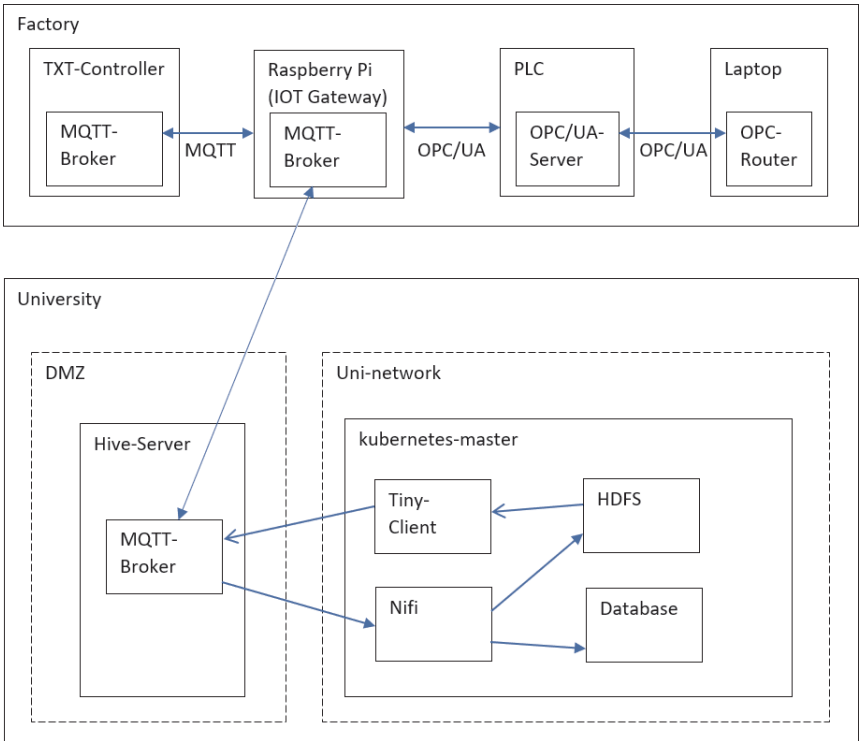 Factory
TXT-Controller
MQTT-
Broker
MQTT
Raspberry Pi
(IOT Gateway)
MQTT-
Broker
OPC/UA
PLC
OPC/UA-
Server
OPC/UA
Laptop
OPC-
Router
University
DMZ
Hive-Server
MQTT-
Broker
Uni-network
kubernetes-master
Tiny-
Client
HDFS
Nifi
Database